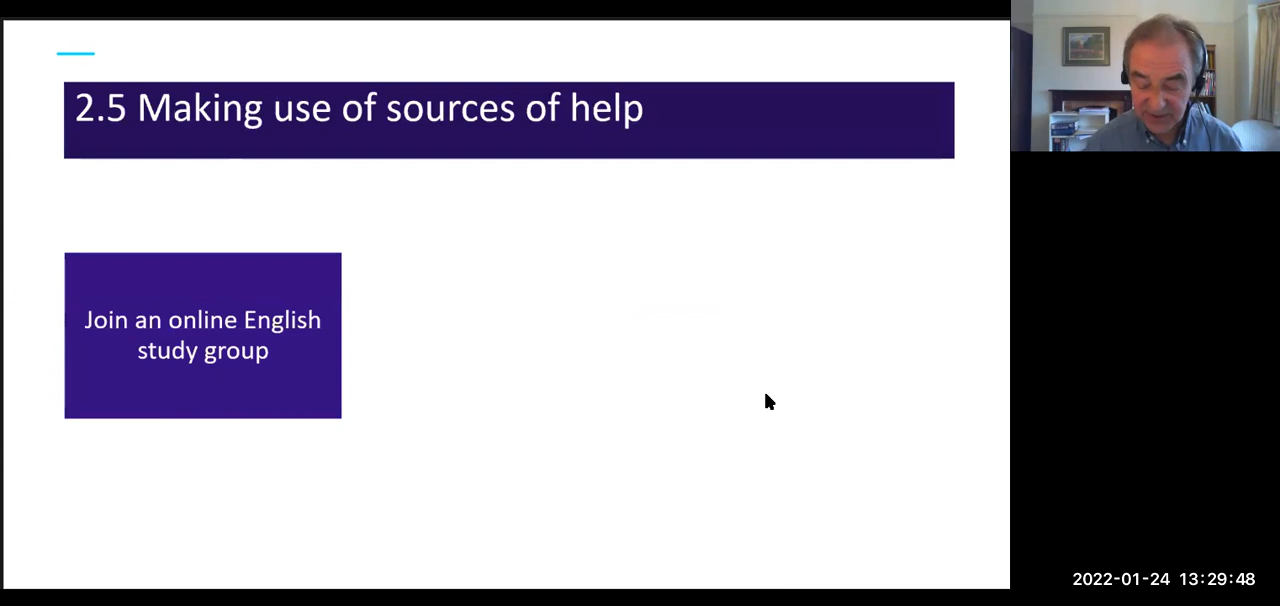 2.5 Making use of sources of help
Join an online English
study group
2022-01-24 13:29:48